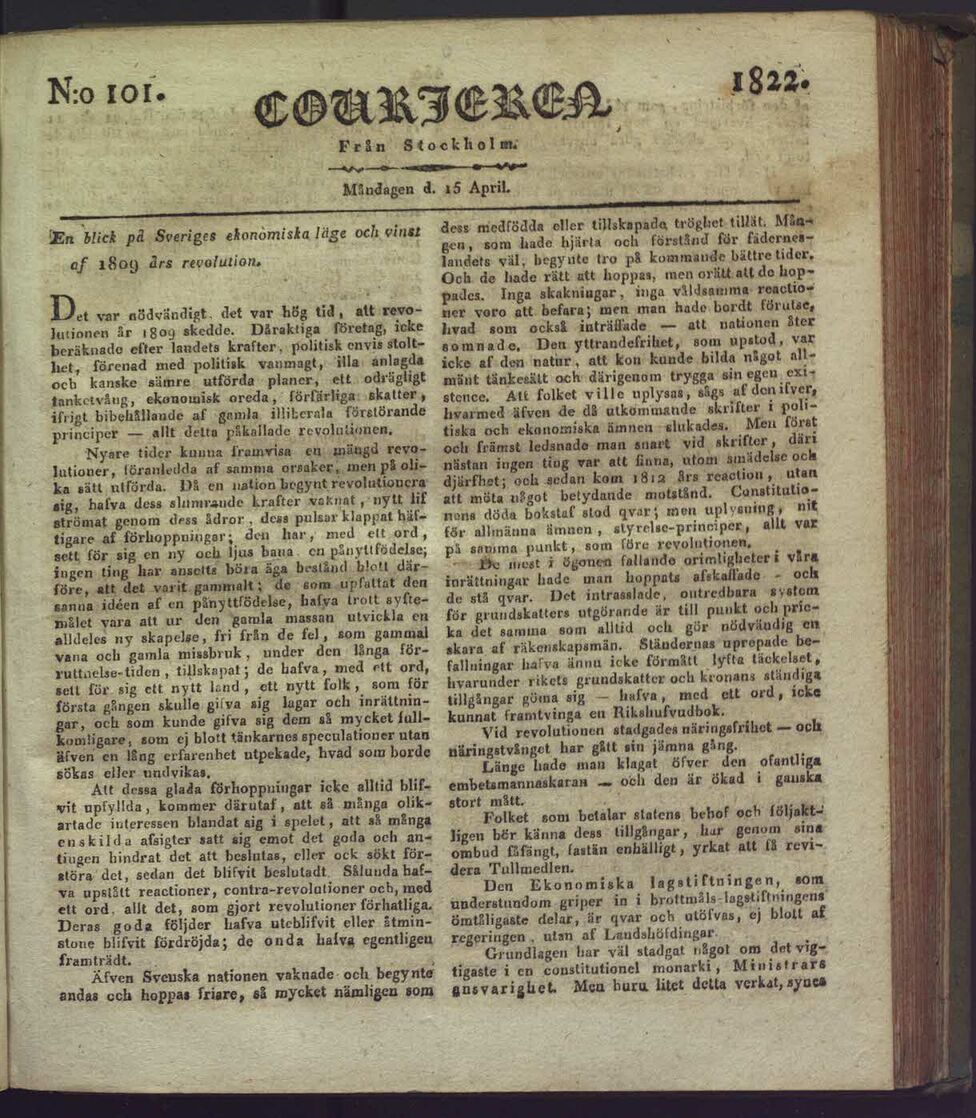 N:o 101.
1822.
COURIEREN
Från Stockholm.
Måndagen d. 15 April.
En blick på Sveriges ekonomiska läge och vinst
af 1809 års revolution.
Det var nödvändigt, det var hög tid, att revo-
lutionen år 1809 skedde. Dåraktiga företag, icke
beräknade efter landets krafter, politisk envis stolt-
het, förenad med politisk vanmagt, illa anlagda
och kanske sämre utförda planer, ett odrägligt
tanketvång, ekonomisk oreda, förfärliga skatter,
ifrigt bibehållande af gamla illiberala förstörande
principer — allt detta påkallade revolutionen.
Nyare tider kunna framvisa en mängd revo-
lutioner, föranledda af samma orsaker, men på oli-
ka sätt utförda. Då en nation begynt revolutionera
sig, hafva dess slumrande krafter vaknat, nytt lif
strömat genom dess ådror, dess pulsar klappat häf-
tigare af förhoppningar; den har, med ett ord,
sett för sig en ny och ljus bana, en pånyttfödelse;
ingen ting har ansetts böra äga bestånd blott där-
före, att det varit gammalt; de som upfattat den
sanna idéen af en pånyttfödelse, hafva trott syfte-
målet vara att ur den gamla massan utvickla en
alldeles ny skapelse, fri från de fel, som gammal
vana och gamla missbruk, under den långa för-
ruttnelse-tiden, tillskapat; de hafva, med ett ord,
sett för sig ett nytt land, ett nytt folk, som för
första gången skulle gifva sig lagar och inrättnin-
gar, och som kunde gifva sig dem så mycket full-
komligare, som ej blott tänkarnes speculationer utan
äfven en lång erfarenhet utpekade, hvad som borde
sökas eller undvikas.
Att dessa glada förhoppningar icke alltid blif-
vit upfyllda, kommer därutaf, att så många olik-
artade interessen blandat sig i spelet, att så många
enskilda afsigter satt sig emot det goda och an-
tingen hindrat det att beslutas, eller ock sökt för-
störa det, sedan det blifvit beslutadt. Sålunda haf-
va upstått reactioner, contra-revolutioner och, med
ett ord, allt det, som gjort revolutioner förhatliga.
Deras goda följder hafva uteblifvit eller åtmin-
stone blifvit fördröjda; de onda hafva egentligen
framträdt.
Äfven Svenska nationen vaknade och begynte
andas och hoppas friare, så mycket nämligen som
dess medfödda eller tillskapade tröghet tillät. Mån-
gen, som hade hjärta och förstånd för fädernes-
landets väl, begynte tro på kommande bättre tider.
Och de hade rätt att hoppas, men orätt att de hop-
pades. Inga skakningar, inga våldsamma reactio-
ner voro att befara; men man hade bordt förutse,
hvad som också inträffade — att nationen åter
somnade. Den yttrandefrihet, som upstod, var
icke af den natur, att kon kunde bilda något all-
mänt tänkesätt och därigenom trygga sin egen exi-
stence. Att folket ville uplysas, sågs af den ifver,
hvarmed äfven de då utkommande skrifter i poli-
tiska och ekonomiska ämnen slukades. Men först
och främst ledsnade man snart vid skrifter, däri
nästan ingen ting var att finna, utom smädelse och
djärfhet; och sedan kom 1812 års reaction, utan
att möta något betydande motstånd. Constitutio-
nens döda bokstaf stod qvar; men uplysning, nit
för allmänna ämnen, styrelse-principer, allt var
på samma punkt, som före revolutionen.
De mest i ögonen fallande orimligheter i våra
inrättningar hade man hoppats afskaffade - och
de stå qvar. Det intrasslade, outredbara system
för grundskatters utgörande är till punkt och pric-
ka det samma som alltid och gör nödvändig en
skara af räkenskapsmän. Ständernas uprepade be-
fallningar hafva ännu icke förmått lyfta täckelset,
hvarunder rikets grundskatter och kronans ständiga
tillgångar göma sig — hafva, med ett ord, icke
kunnat framtvinga en Rikshufvudbok.
Vid revolutionen stadgades näringsfrihet — och
näringstvånget har gått sin jämna gång.
Länge hade man klagat öfver den ofantliga
embetsmannaskaran — och den är ökad i ganska
stort mått.
Folket som betalar statens behof och följakt-
ligen bör känna dess tillgångar, har genom sina
ombud fåfängt, fastän enhälligt, yrkat att få revi-
dera Tullmedlen.
Den Ekonomiska lagstiftningen, som
understundom griper in i brottmåls-lagstiftningens
ömtåligaste delar, är qvar och utöfvas, ej blott af
regeringen, utan af Landshöfdingar.
Grundlagen har väl stadgat något om det vig-
tigaste i en constitutionel monarki, Ministrars
ansvarighet. Men huru litet detta verkat, synes